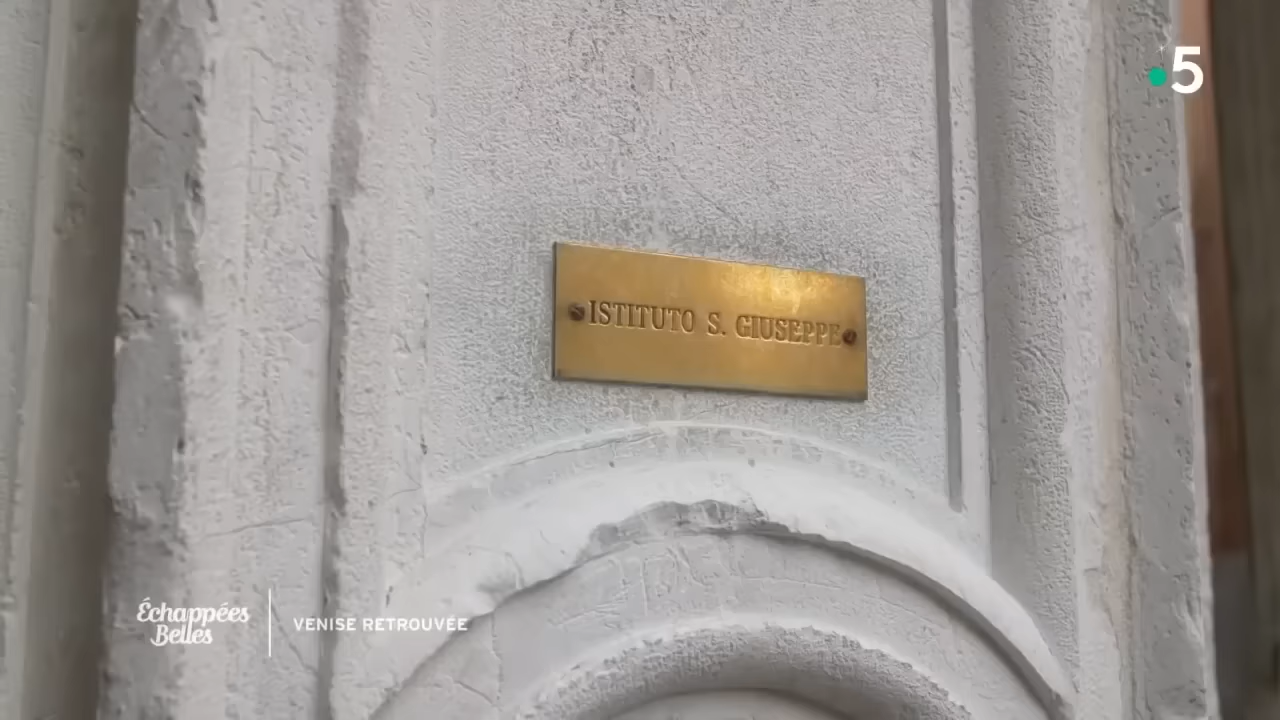 5
ISTITUTO S. GIUSEPPE
Échappées
Belles
VENISE RETROUVÉE